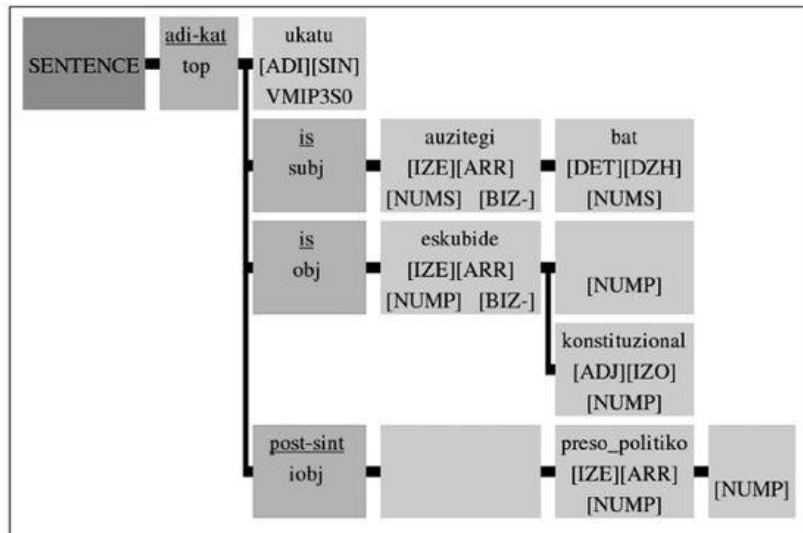 SENTENCE
adi-kat
top
ukatu
[ADI][SIN]
VMIP3S0
is
subj
auzitegi
[IZE][ARR]
[NUMS] [BIZ-]
bat
[DET][DZH]
[NUMS]
is
obj
eskubide
[IZE][ARR]
[NUMP] [BIZ-]
[NUMP]
konstituzional
[ADJ][IZO]
[NUMP]
post-sint
iobj
preso_politiko
[IZE][ARR]
[NUMP]
[NUMP]